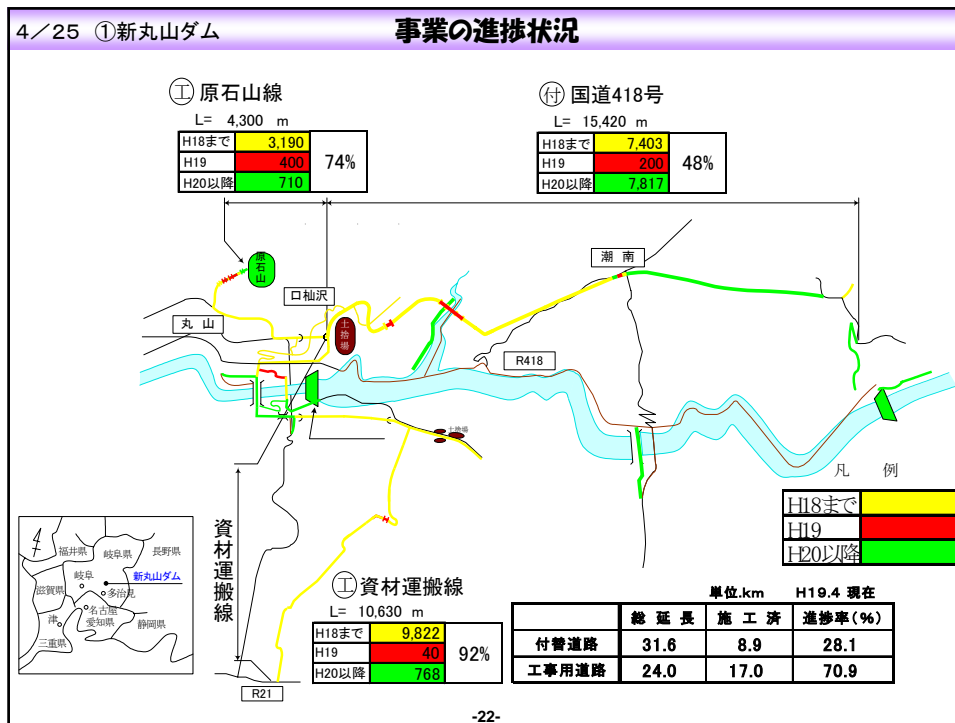 4/25 ①新丸山ダム
事業の進捗状況
㊤ 原石山線
L= 4,300 m
H18まで 3,190
H19 400
H20以降 710
74%
㊟ 国道418号
L= 15,420 m
H18まで 7,403
H19 200
H20以降 7,817
48%
原石山
口杣沢
丸山
土捨場
潮南
R418
土捨場
資材運搬線
R21
凡 例
H18まで
H19
H20以降
福井県
岐阜県
長野県
岐阜
新丸山ダム
滋賀県
多治見
名古屋
津
愛知県
静岡県
三重県
工 資材運搬線
L= 10,630 m
H18まで 9,822
H19 40
H20以降 768
92%
単位.km H19.4 現在
総延長 施工済 進捗率(%)
付替道路 31.6 8.9 28.1
工事用道路 24.0 17.0 70.9
-22-